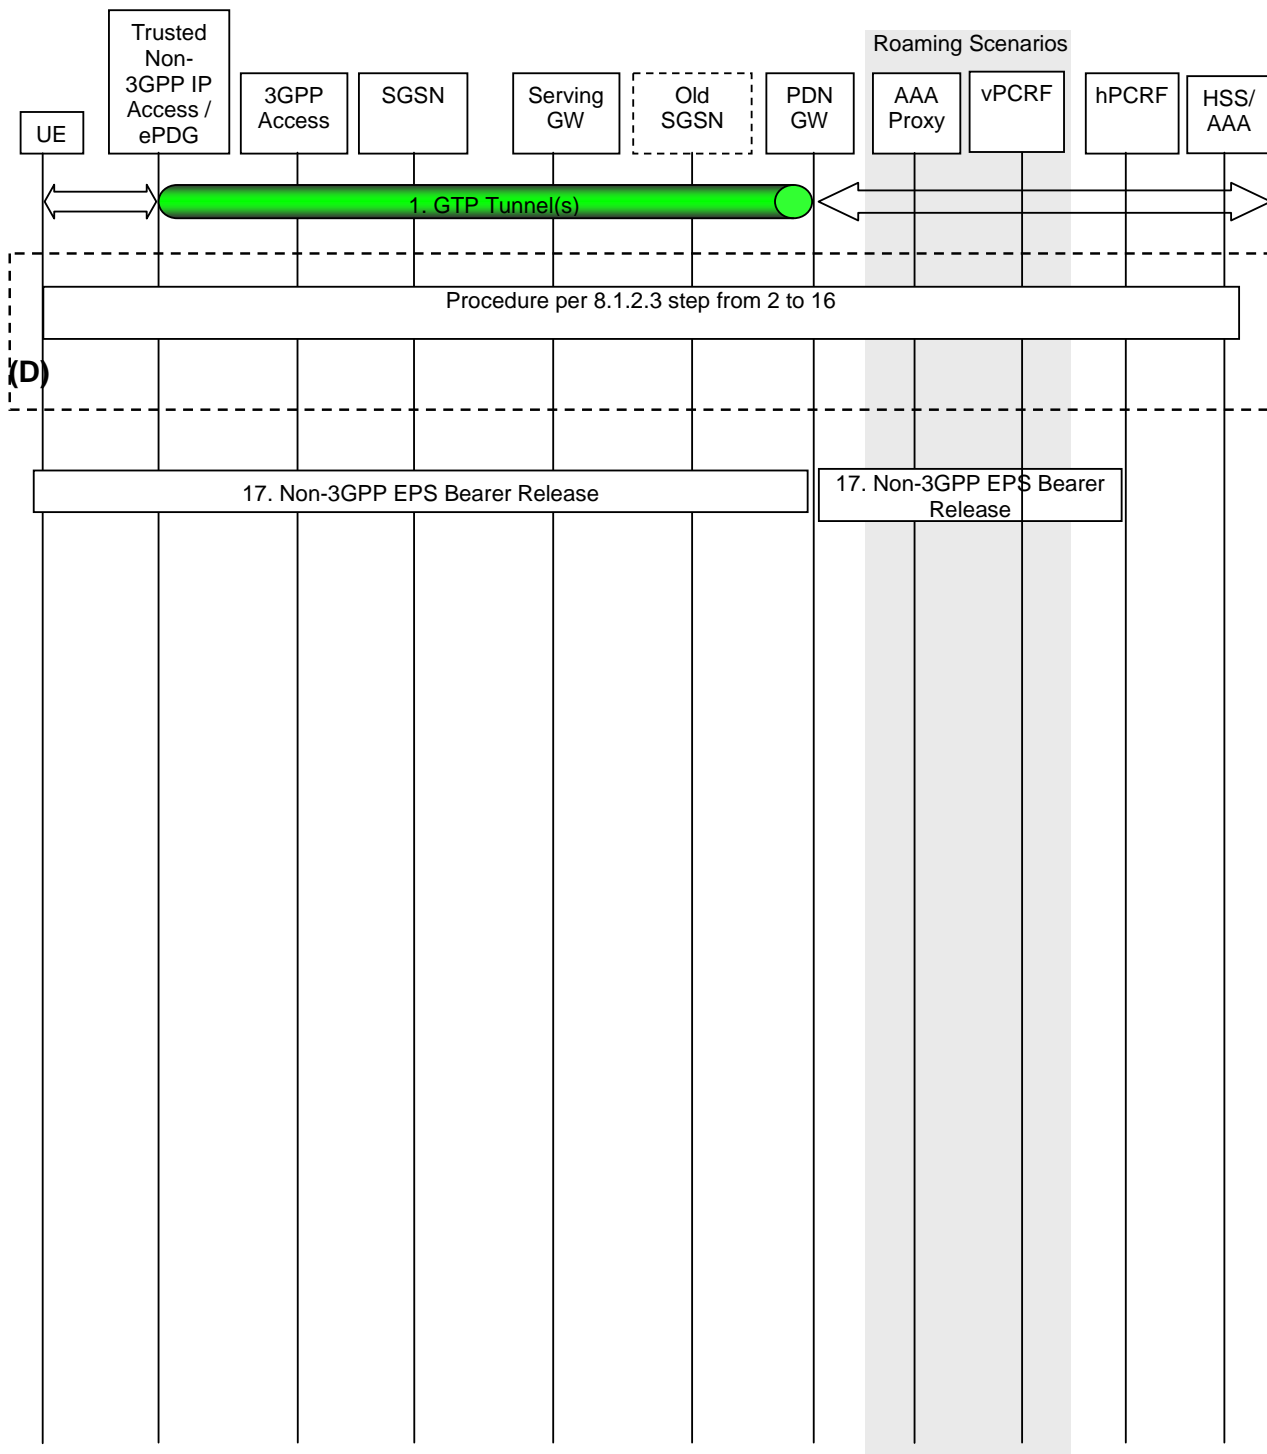 Roaming Scenarios
UE
Trusted
Non-
3GPP IP
Access /
ePDG
3GPP
Access
SGSN
Serving
GW
Old
SGSN
PDN
GW
AAA
Proxy
vPCRF
hPCRF
HSS/
AAA
1. GTP Tunnel(s)
Procedure per 8.1.2.3 step from 2 to 16
(D)
17. Non-3GPP EPS Bearer Release
17. Non-3GPP EPS Bearer
Release